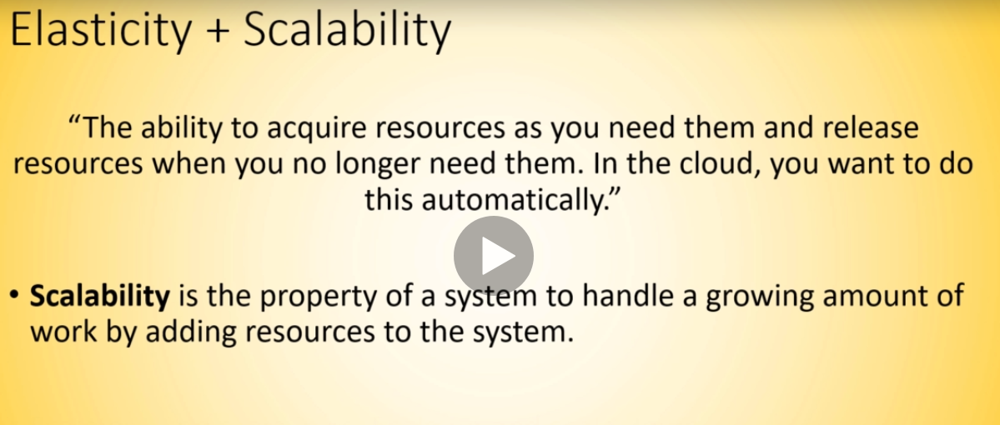 Elasticity + Scalability
“The ability to acquire resources as you need them and release
resources when you no longer need them. In the cloud, you want to do
this automatically.”
• Scalability is the property of a system to handle a growing amount of
work by adding resources to the system.